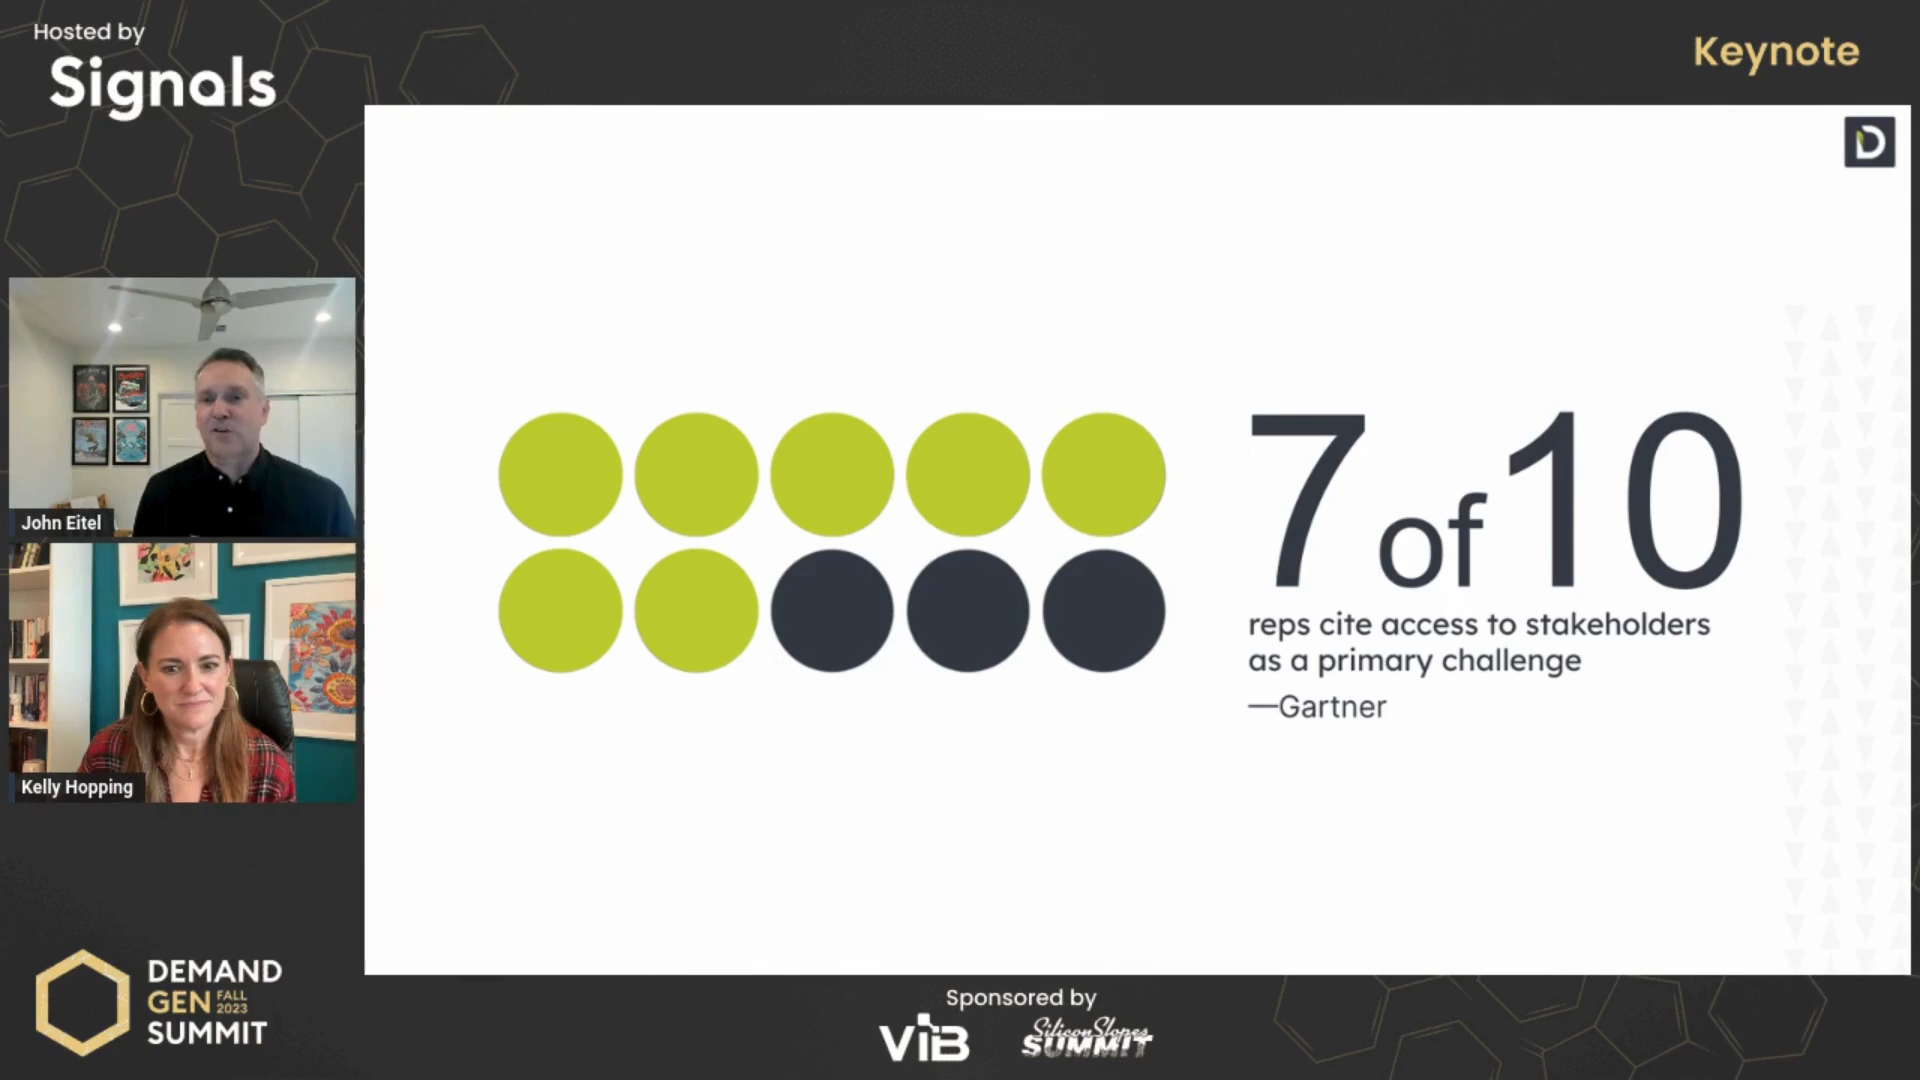 Hosted by
Signals
Keynote
D
John Eitel
Kelly Hopping
7 of 10
reps cite access to stakeholders
as a primary challenge
—Gartner
DEMAND
GEN FALL 2023
SUMMIT
Sponsored by
ViB
Silicon Slopes
SUMMIT